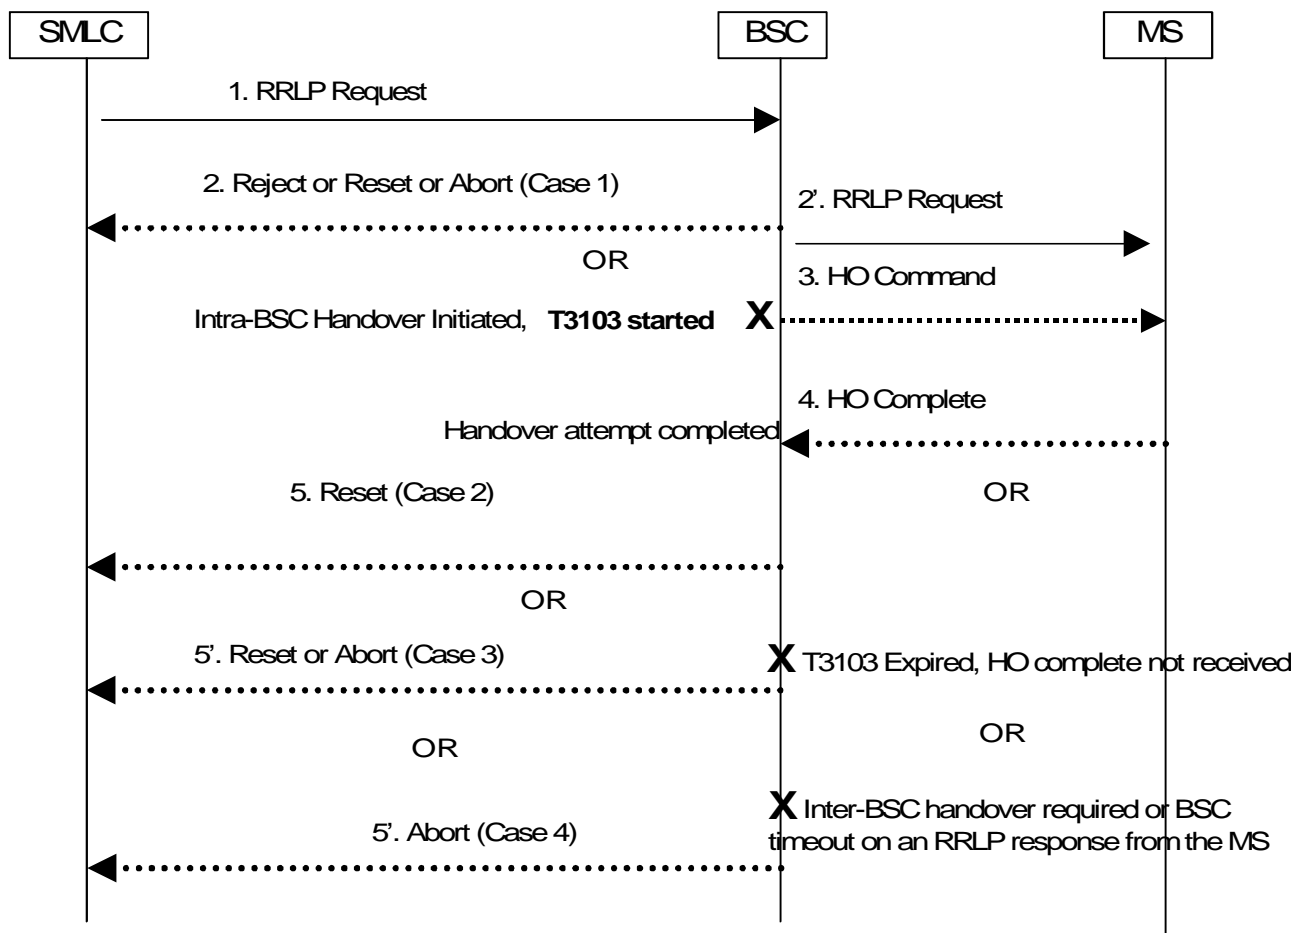 SMLC
BSC
MS
1. RRLP Request
2. Reject or Reset or Abort (Case 1)
2'. RRLP Request
OR
3. HO Command
Intra-BSC Handover Initiated, T3103 started X
4. HO Complete
Handover attempt completed
5. Reset (Case 2)
OR
OR
5'. Reset or Abort (Case 3)
X T3103 Expired, HO complete not received
OR
OR
X Inter-BSC handover required or BSC
timeout on an RRLP response from the MS
5'. Abort (Case 4)